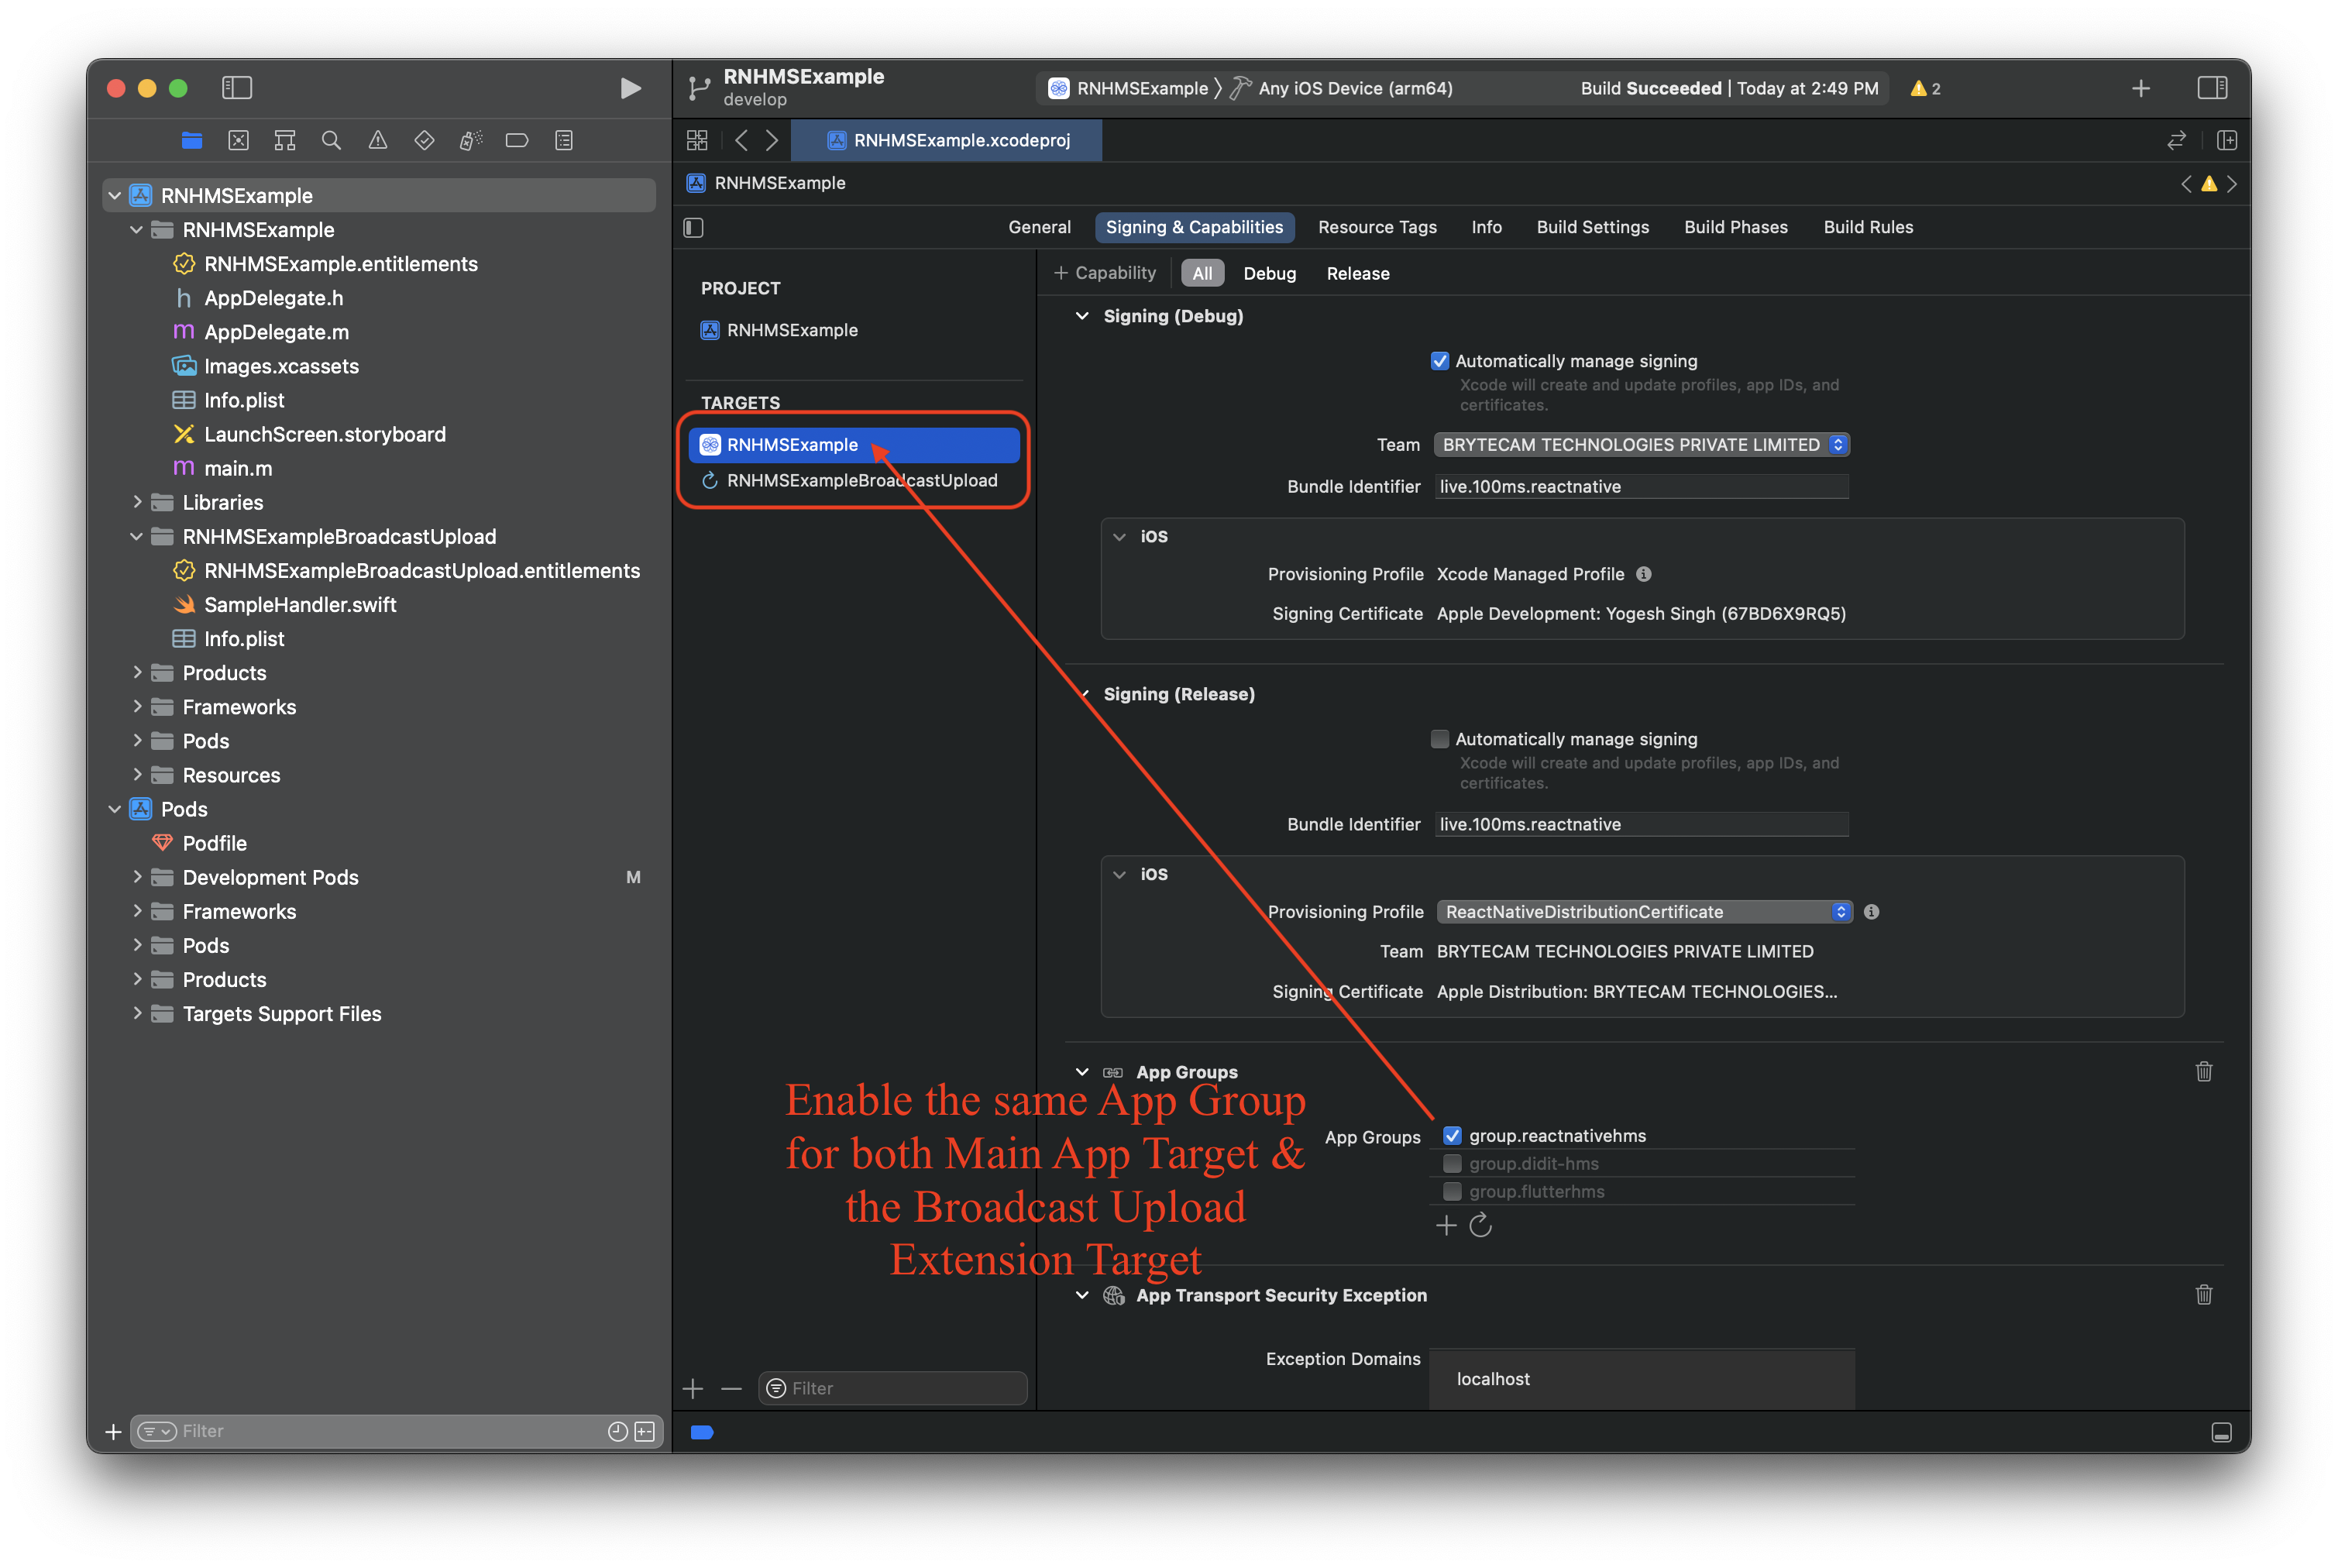 RNHMSExample
develop
RNHMSExample
Any iOS Device (arm64)
Build Succeeded | Today at 2:49 PM
2
RNHMSExample.xcodeproj
RNHMSExample
RNHMSExample
RNHMSExample.entitlements
h AppDelegate.h
m AppDelegate.m
Images.xcassets
Info.plist
LaunchScreen.storyboard
m main.m
Libraries
RNHMSExampleBroadcastUpload
RNHMSExampleBroadcastUpload.entitlements
SampleHandler.swift
Info.plist
Products
Frameworks
Pods
Resources
Pods
Podfile
Development Pods M
Frameworks
Pods
Products
Targets Support Files
Filter
RNHMSExample
General
Signing & Capabilities
Resource Tags
Info
Build Settings
Build Phases
Build Rules
PROJECT
RNHMSExample
TARGETS
RNHMSExample
RNHMSExampleBroadcastUpload
Filter
+ Capability
All
Debug
Release
Signing (Debug)
Automatically manage signing
Xcode will create and update profiles, app IDs, and
certificates.
Team BRYTECAM TECHNOLOGIES PRIVATE LIMITED
Bundle Identifier live.100ms.reactnative
iOS
Provisioning Profile Xcode Managed Profile
Signing Certificate Apple Development: Yogesh Singh (67BD6X9RQ5)
Signing (Release)
Automatically manage signing
Xcode will create and update profiles, app IDs, and
certificates.
Bundle Identifier live.100ms.reactnative
iOS
Provisioning Profile ReactNativeDistributionCertificate
Team BRYTECAM TECHNOLOGIES PRIVATE LIMITED
Signing Certificate Apple Distribution: BRYTECAM TECHNOLOGIES...
App Groups
App Groups group.reactnativehms
group.didit-hms
group.flutterhms
Enable the same App Group
for both Main App Target &
the Broadcast Upload
Extension Target
App Transport Security Exception
Exception Domains
localhost